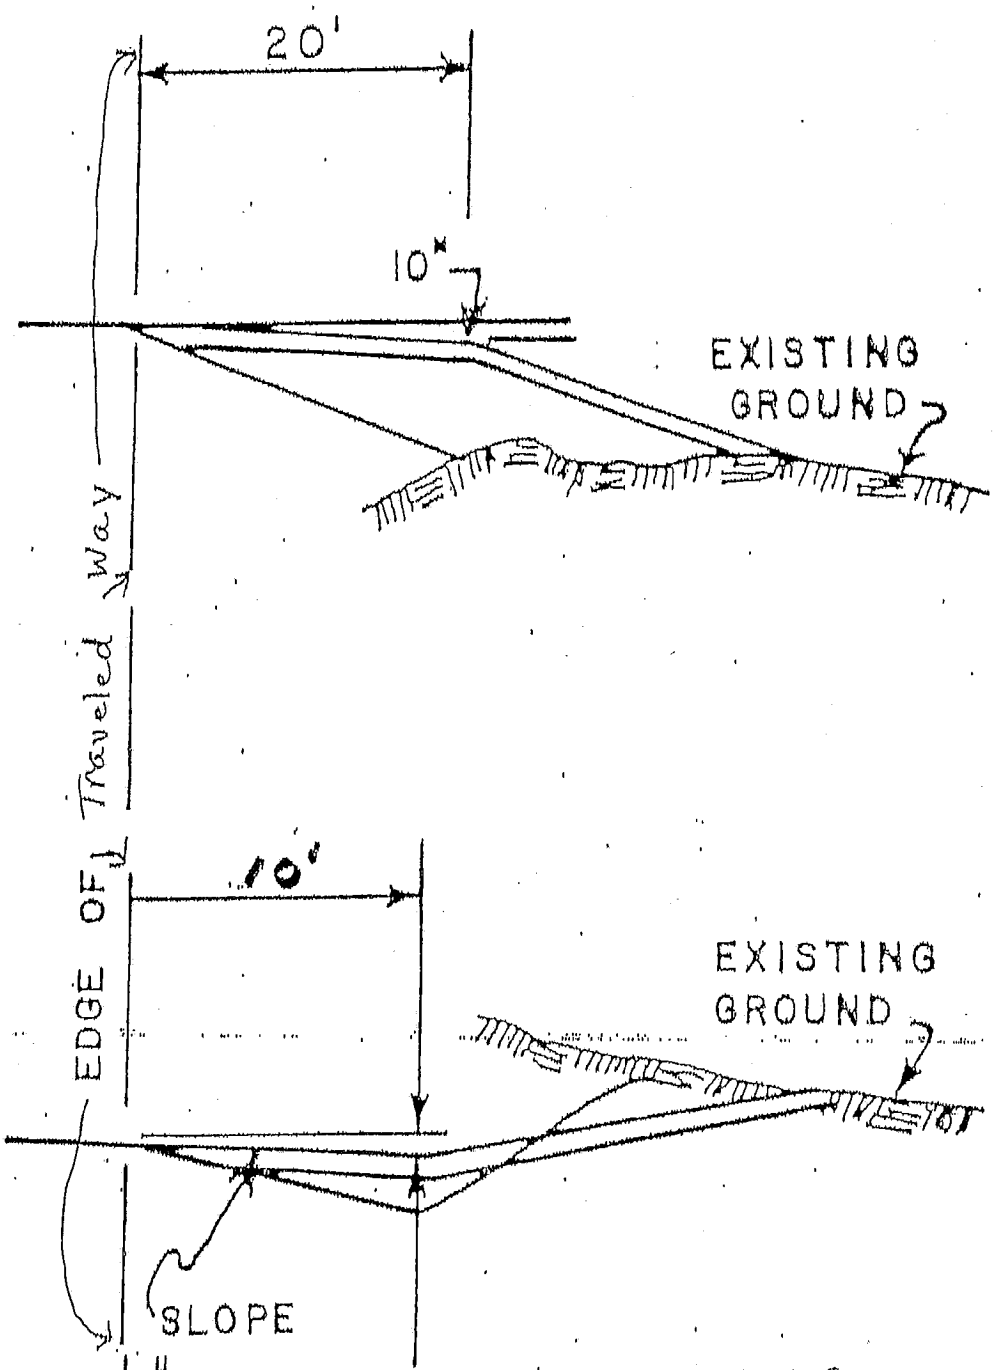 20'
10"
EXISTING
GROUND
EDGE OF Traveled Way
10'
EXISTING
GROUND
SLOPE